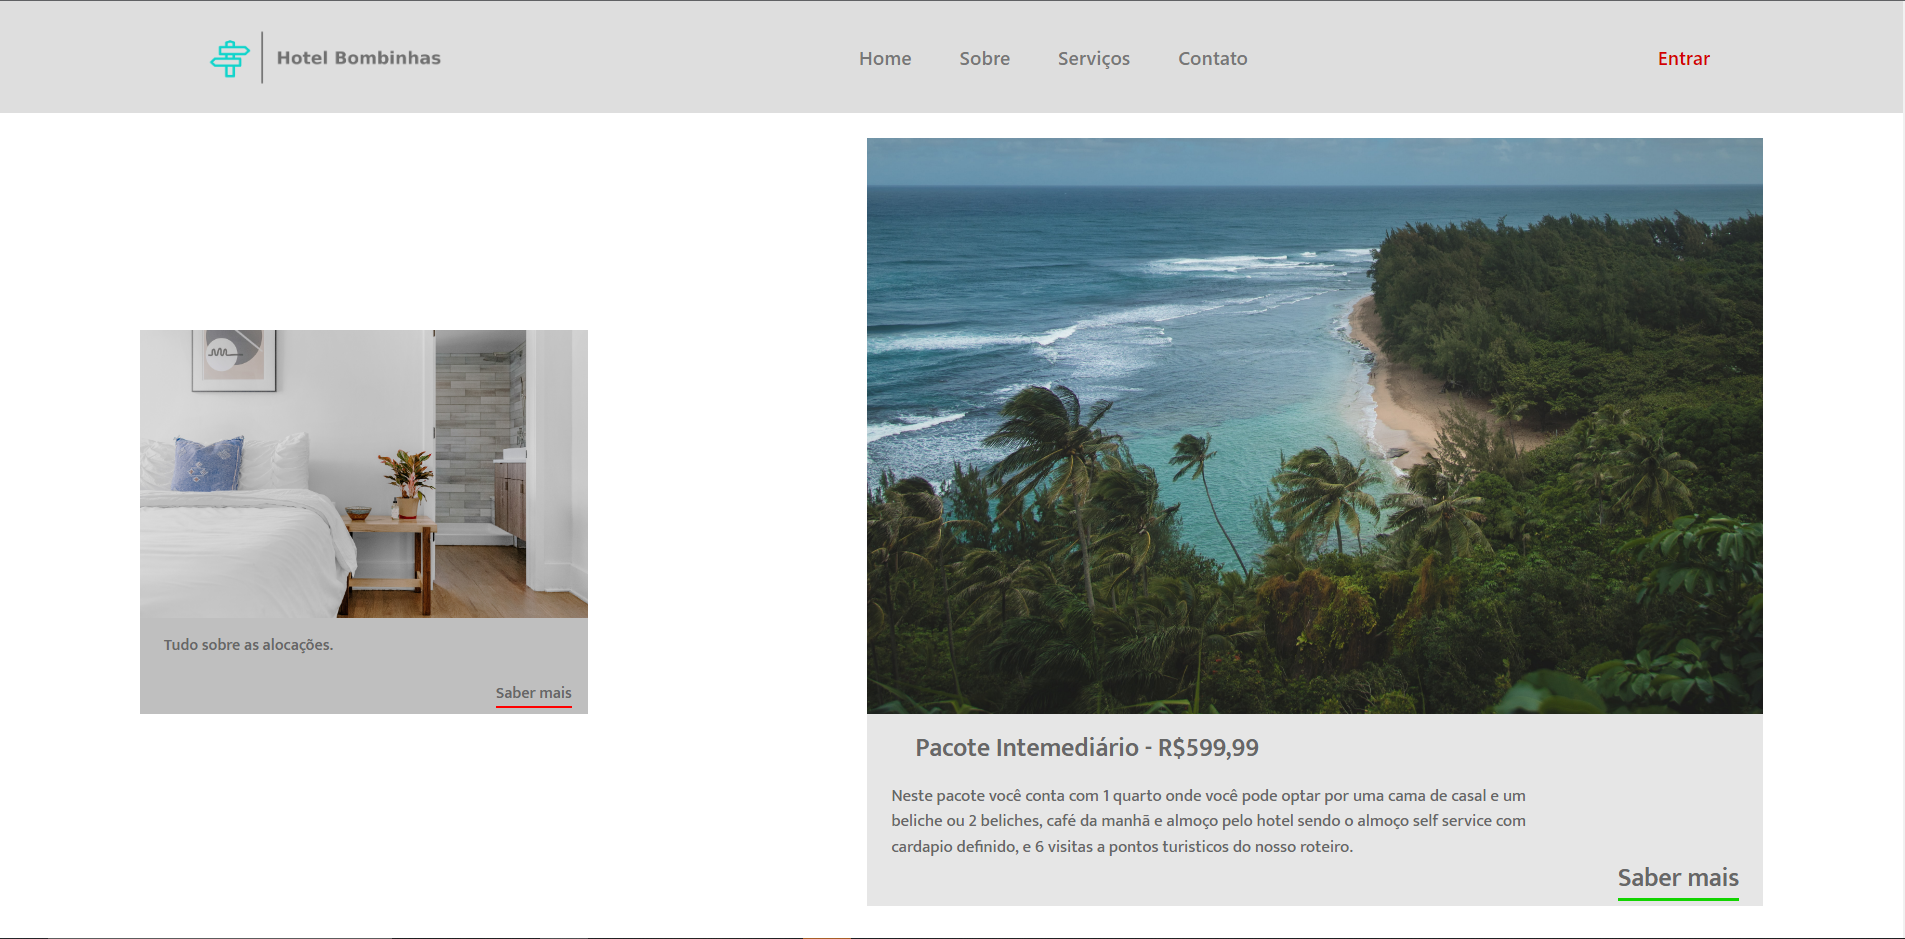 Hotel Bombinhas
Home
Sobre
Serviços
Contato
Entrar
Tudo sobre as alocações.
Saber mais
Pacote Intemediário - R$599,99
Neste pacote você conta com 1 quarto onde você pode optar por uma cama de casal e um
beliche ou 2 beliches, café da manhã e almoço pelo hotel sendo o almoço self service com
cardapio definido, e 6 visitas a pontos turisticos do nosso roteiro.
Saber mais